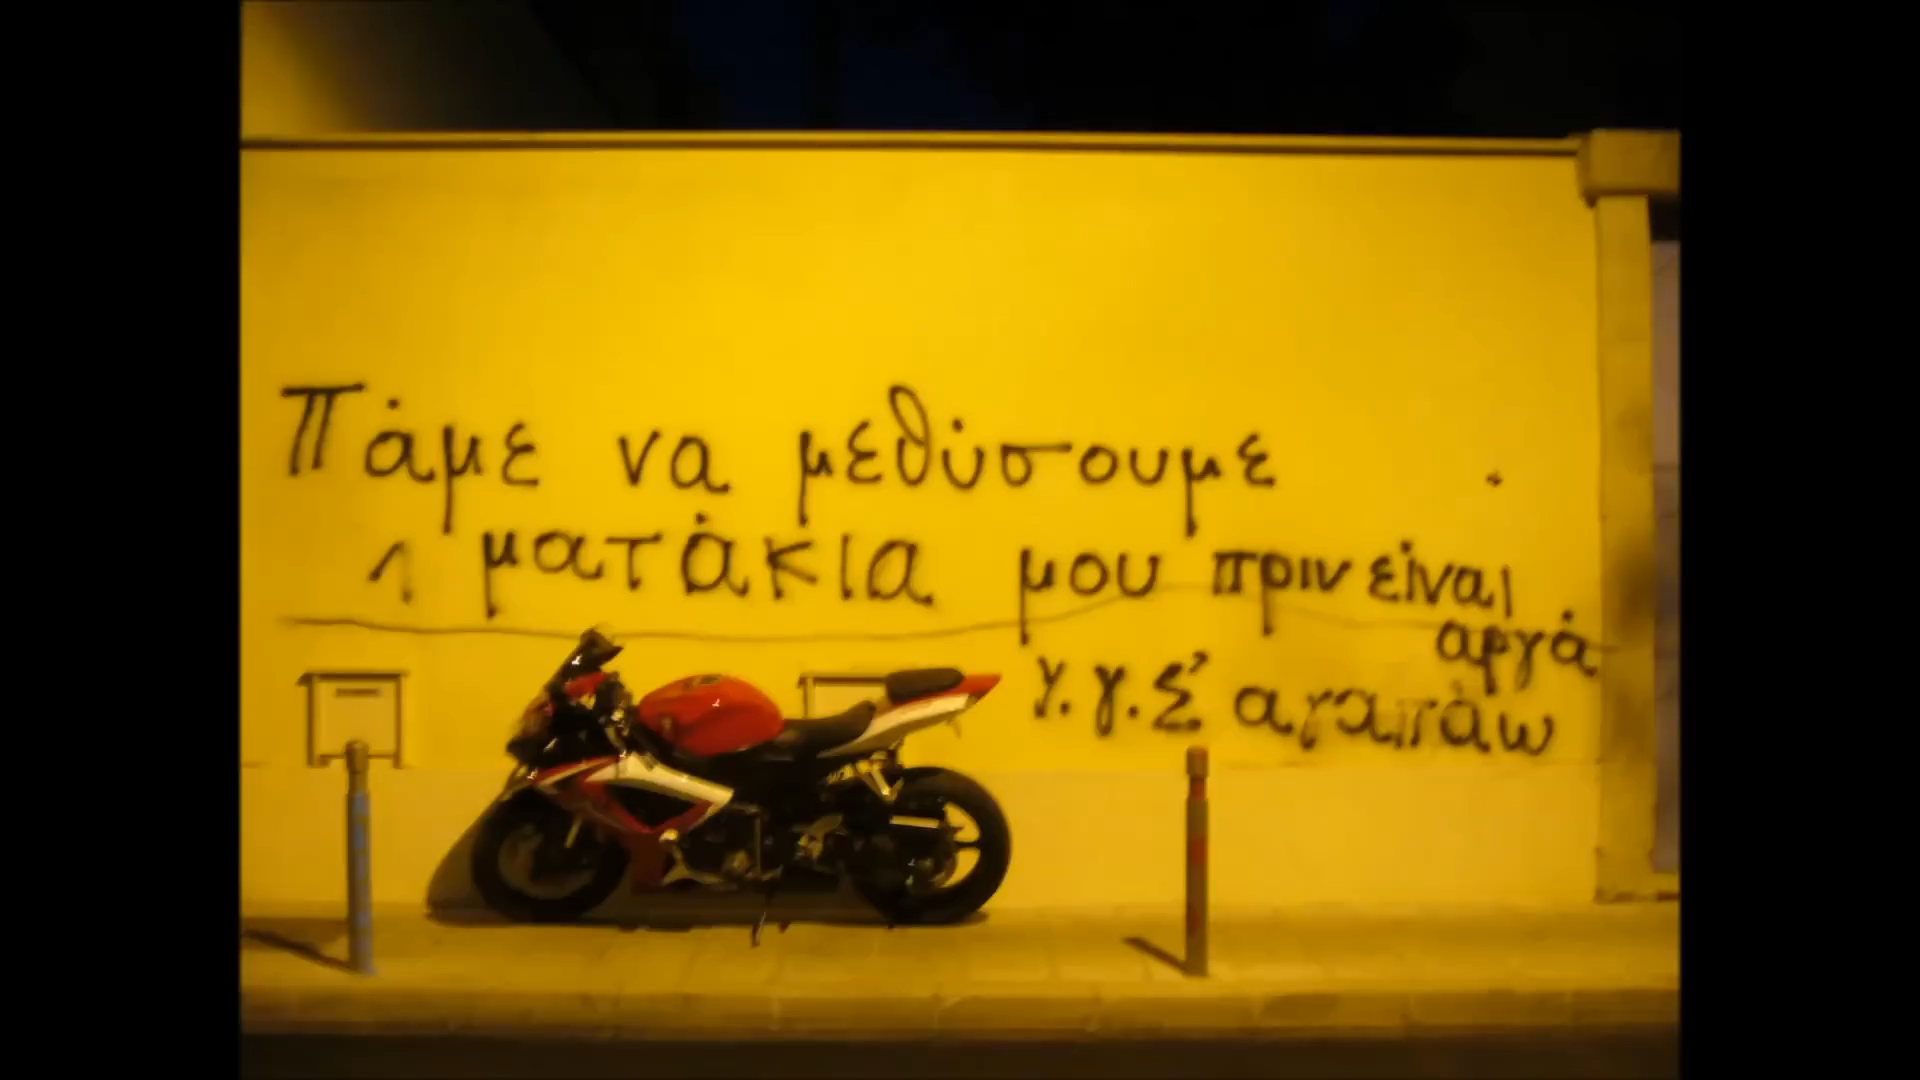 Πάμε να μεθύσουμε
ματάκια μου πριν είναι
αργά
γ.γ. Σ' αγαπάω